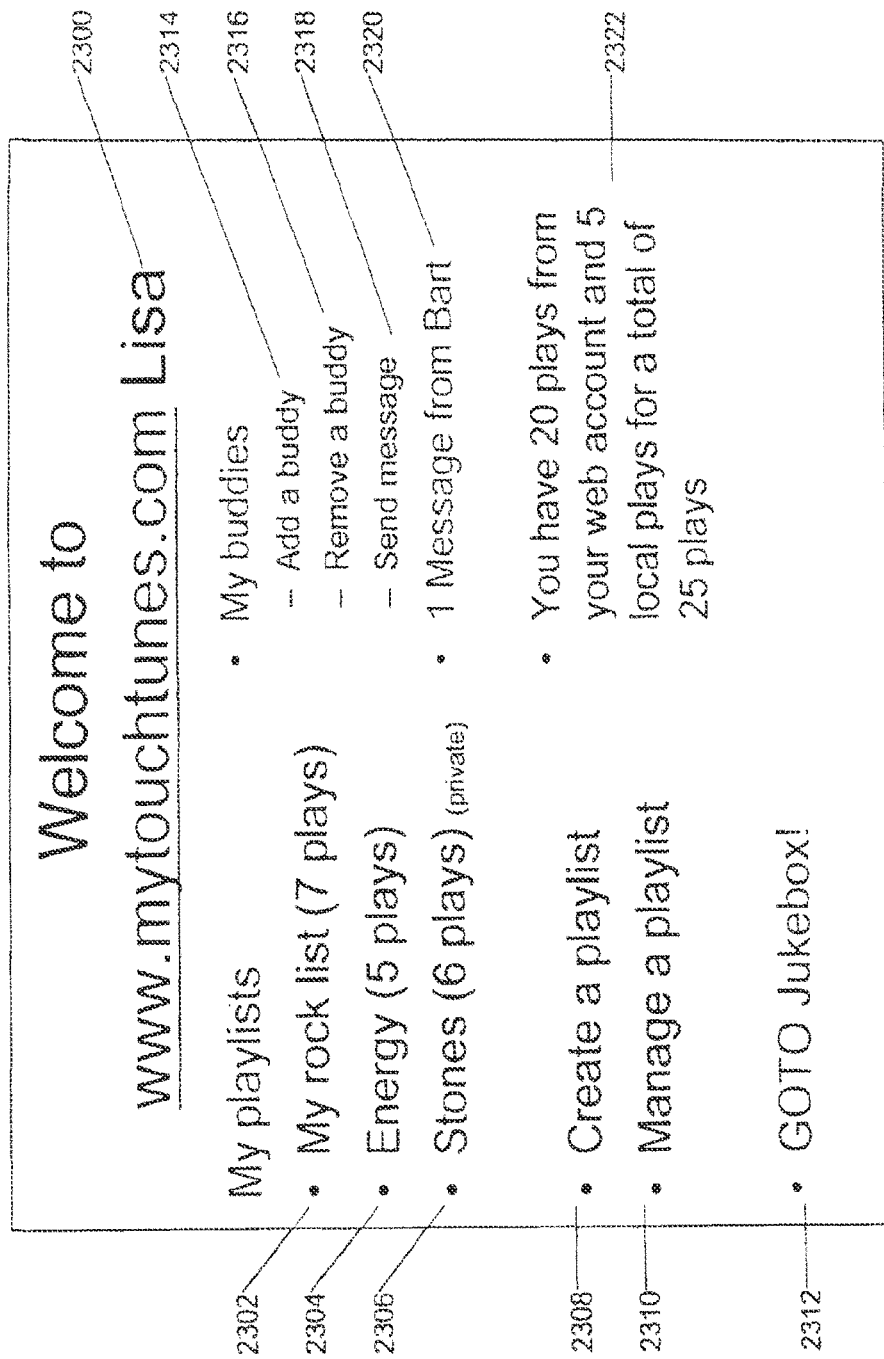 Welcome to
www.mytouchtunes.com Lisa
2300
My playlists
• My rock list (7 plays)
2302
• Energy (5 plays)
2304
• Stones (6 plays) (private)
2306
• Create a playlist
2308
• Manage a playlist
2310
• GOTO Jukebox!
2312
• My buddies
– Add a buddy
2314
– Remove a buddy
2316
– Send message
2318
• 1 Message from Bart
2320
• You have 20 plays from
your web account and 5
local plays for a total of
25 plays
2322